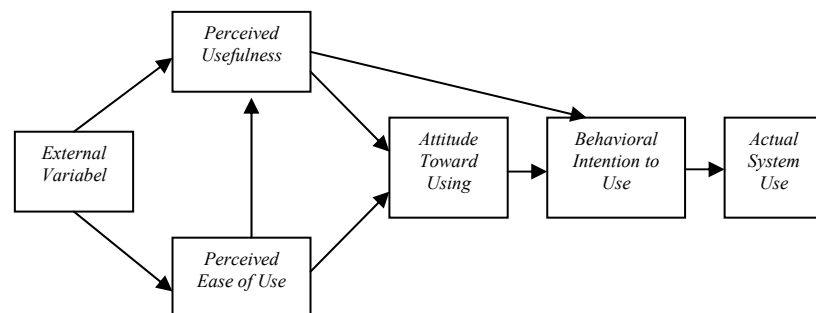 Perceived
Usefulness
External
Variabel
Attitude
Toward
Using
Behavioral
Intention to
Use
Actual
System
Use
Perceived
Ease of Use